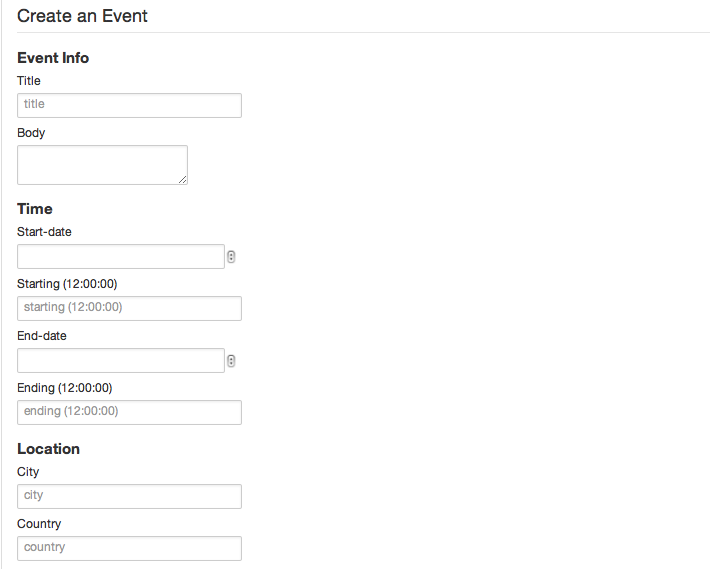 Create an Event
Event Info
Title
title
Body
Time
Start-date
Starting (12:00:00)
starting (12:00:00)
End-date
Ending (12:00:00)
ending (12:00:00)
Location
City
city
Country
country